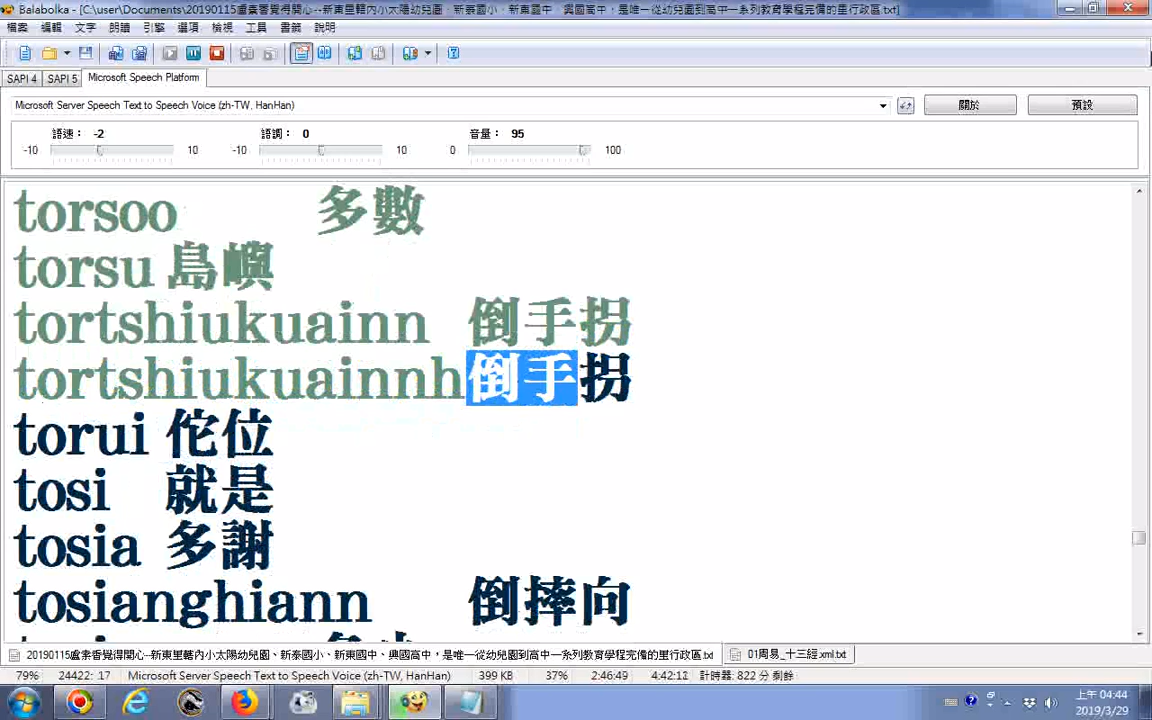 Balabolka - [C:\user\Documents\20190115盧素香覺得開心--新東里轄內小太陽幼兒園、新泰國小、新東國中、興國高中，是唯一從幼兒園到高中一系列教育學程完備的里行政區.txt]
檔案 編輯 文字 朗讀 引擎 選項 檢視 工具 書籤 說明
SAPI 4 SAPI 5 Microsoft Speech Platform
Microsoft Server Speech Text to Speech Voice (zh-TW, HanHan) 關於 預設
語速： -2 語調： 0 音量： 95
-10 10 -10 10 0 100
torsoo 多數
torsu 島嶼
tortshiukuainn 倒手拐
tortshiukuainnh倒手拐
torui 佗位
tosi 就是
tosia 多謝
tosianghiann 倒摔向
20190115盧素香覺得開心--新東里轄內小太陽幼兒園、新泰國小、新東國中、興國高中，是唯一從幼兒園到高中一系列教育學程完備的里行政區.txt 01周易_十三經.xml.txt
79% 24422: 17 Microsoft Server Speech Text to Speech Voice (zh-TW, HanHan) 399 KB 37% 2:46:49 4:42:12 計時器: 822 分 剩餘
上午 04:44
2019/3/29